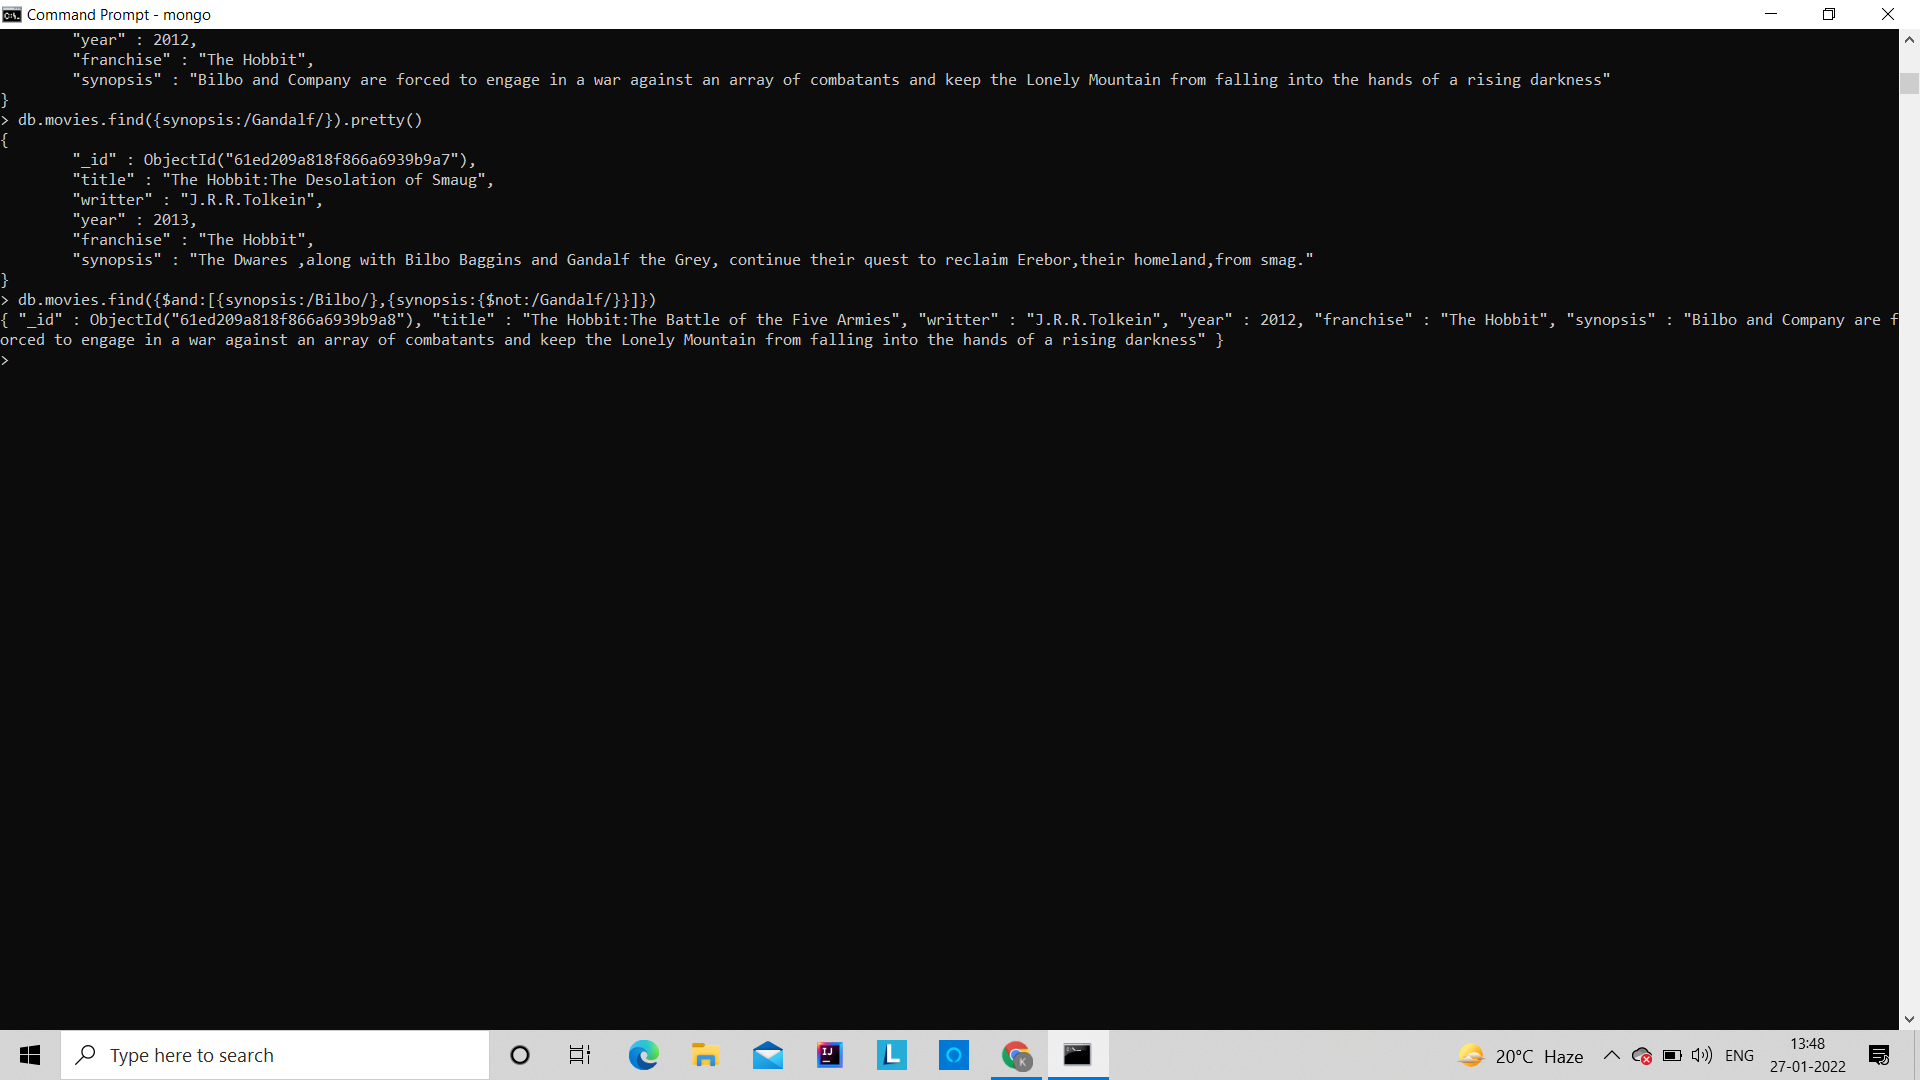 Command Prompt - mongo
"year" : 2012,
"franchise" : "The Hobbit",
"synopsis" : "Bilbo and Company are forced to engage in a war against an array of combatants and keep the Lonely Mountain from falling into the hands of a rising darkness"
}
> db.movies.find({synopsis:/Gandalf/}).pretty()
{
"_id" : ObjectId("61ed209a818f866a6939b9a7"),
"title" : "The Hobbit:The Desolation of Smaug",
"writter" : "J.R.R.Tolkein",
"year" : 2013,
"franchise" : "The Hobbit",
"synopsis" : "The Dwares ,along with Bilbo Baggins and Gandalf the Grey, continue their quest to reclaim Erebor,their homeland,from smag."
}
> db.movies.find({$and:[{synopsis:/Bilbo/},{synopsis:{$not:/Gandalf/}}]})
{ "_id" : ObjectId("61ed209a818f866a6939b9a8"), "title" : "The Hobbit:The Battle of the Five Armies", "writter" : "J.R.R.Tolkein", "year" : 2012, "franchise" : "The Hobbit", "synopsis" : "Bilbo and Company are f
orced to engage in a war against an array of combatants and keep the Lonely Mountain from falling into the hands of a rising darkness" }
>
Type here to search
20°C Haze
ENG
13:48
27-01-2022